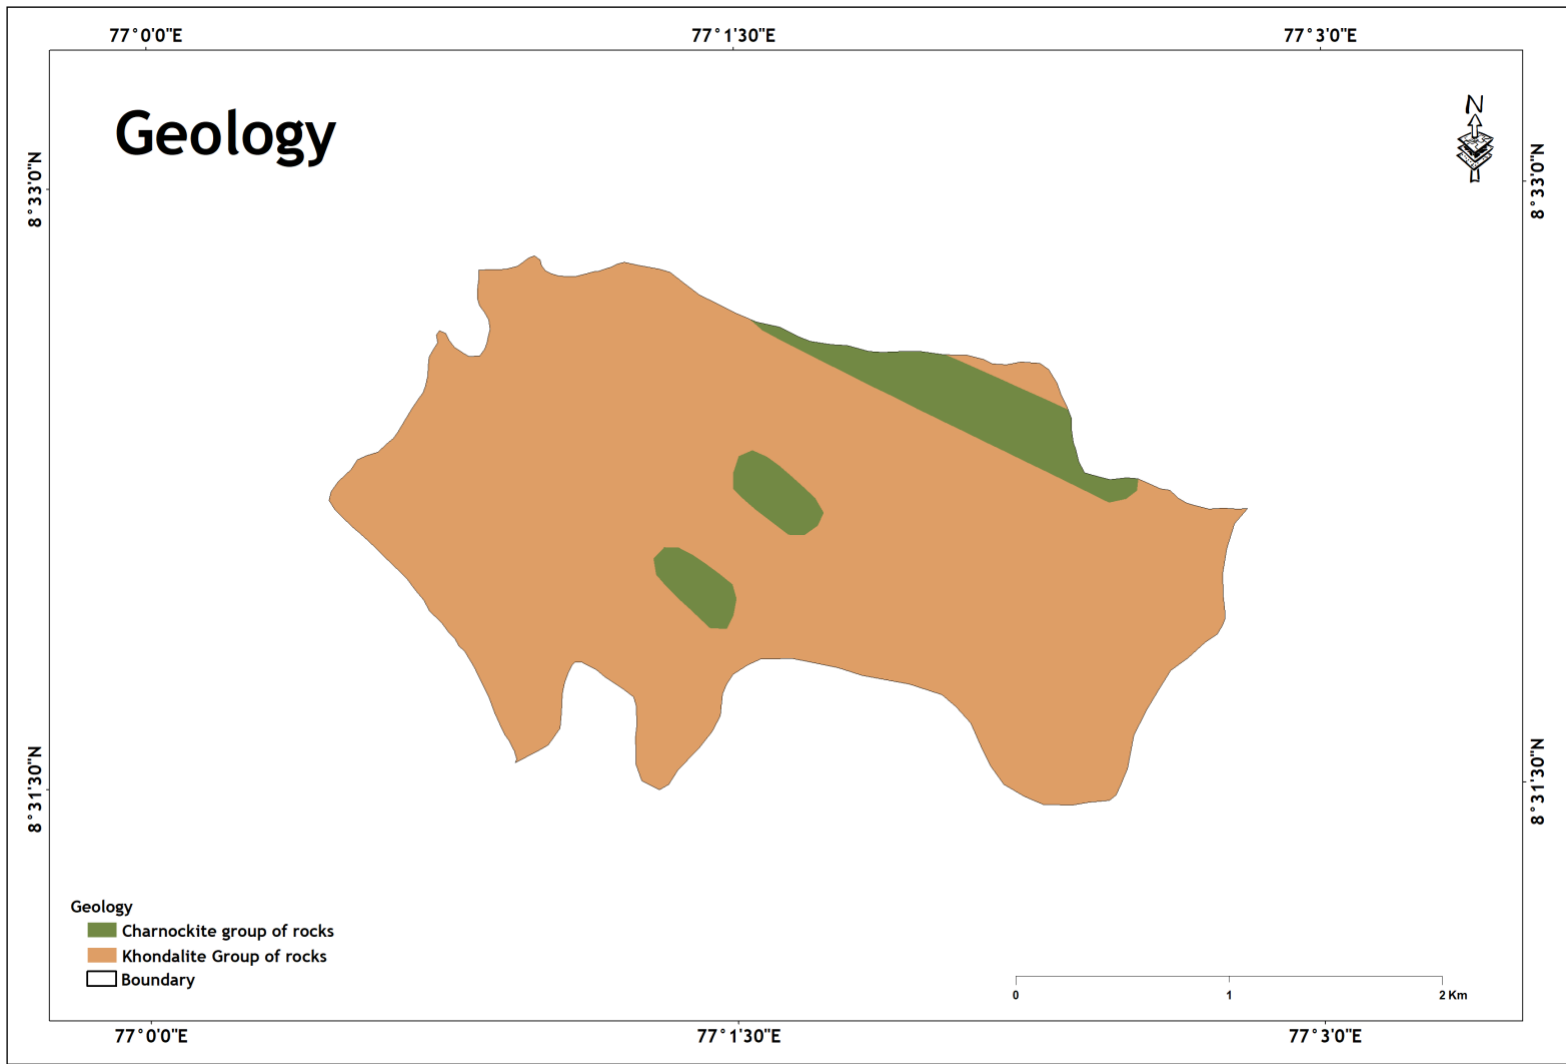 77°0'0"E 77°1'30"E 77°3'0"E
Geology
N
8°33'0"N 8°33'0"N
8°31'30"N 8°31'30"N
Geology
Charnockite group of rocks
Khondalite Group of rocks
Boundary
0 1 2 Km
77°0'0"E 77°1'30"E 77°3'0"E